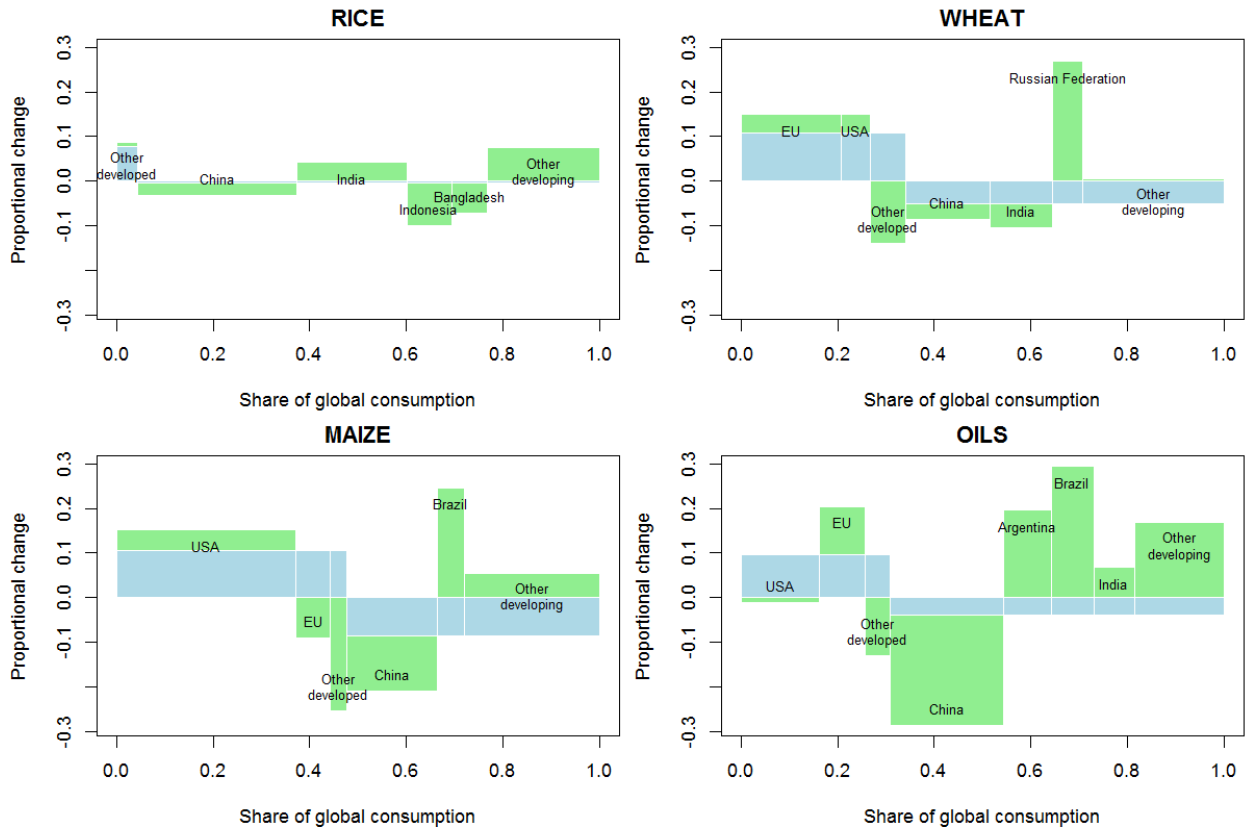 RICE
Proportional change
0.3
0.2
0.1
0.0
-0.1
-0.3
Other
developed
China
India
Indonesia
Bangladesh
Other
developing
0.0 0.2 0.4 0.6 0.8 1.0
Share of global consumption
WHEAT
Proportional change
0.3
0.2
0.1
0.0
-0.1
-0.3
EU
USA
Other
developed
China
India
Russian Federation
Other
developing
0.0 0.2 0.4 0.6 0.8 1.0
Share of global consumption
MAIZE
Proportional change
0.3
0.2
0.1
0.0
-0.1
-0.3
USA
EU
Other
developed
China
Brazil
Other
developing
0.0 0.2 0.4 0.6 0.8 1.0
Share of global consumption
OILS
Proportional change
0.3
0.2
0.1
0.0
-0.1
-0.3
USA
EU
Other
developed
China
Argentina
Brazil
India
Other
developing
0.0 0.2 0.4 0.6 0.8 1.0
Share of global consumption